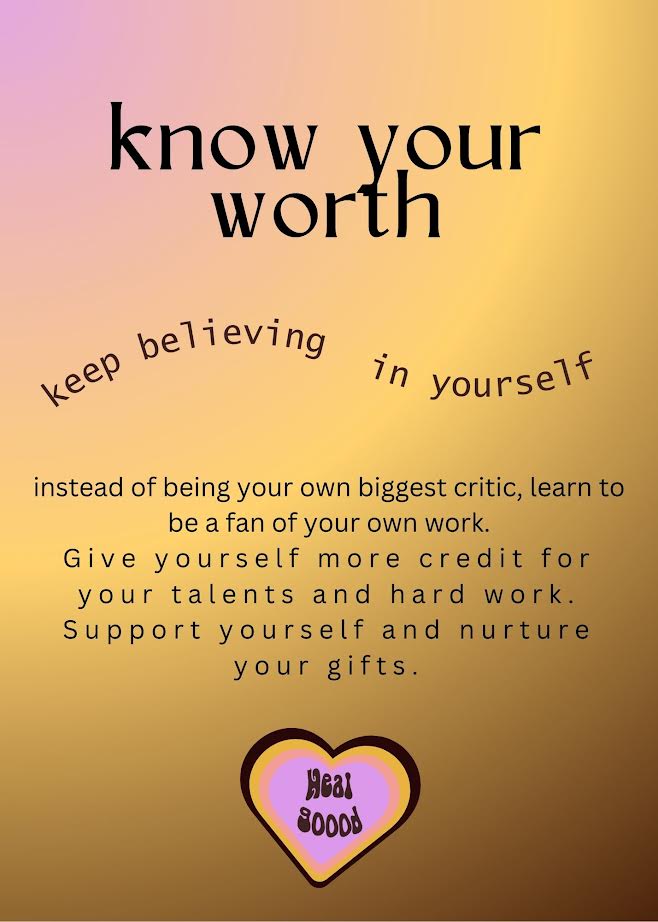 know your
worth
keep believing in yourself
instead of being your own biggest critic, learn to
be a fan of your own work.
Give yourself more credit for
your talents and hard work.
Support yourself and nurture
your gifts.
Heal
goood